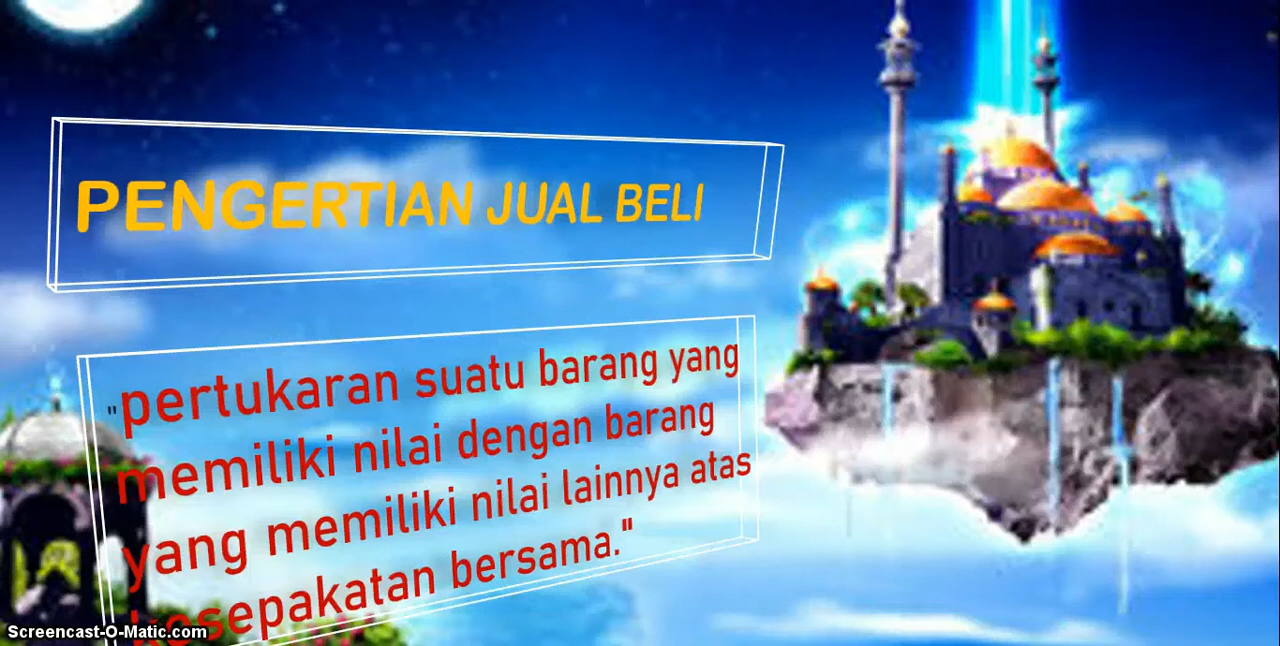 PENGERTIAN JUAL BELI
"pertukaran suatu barang yang
memiliki nilai dengan barang
yang memiliki nilai lainnya atas
kesepakatan bersama."
Screencast-O-Matic.com